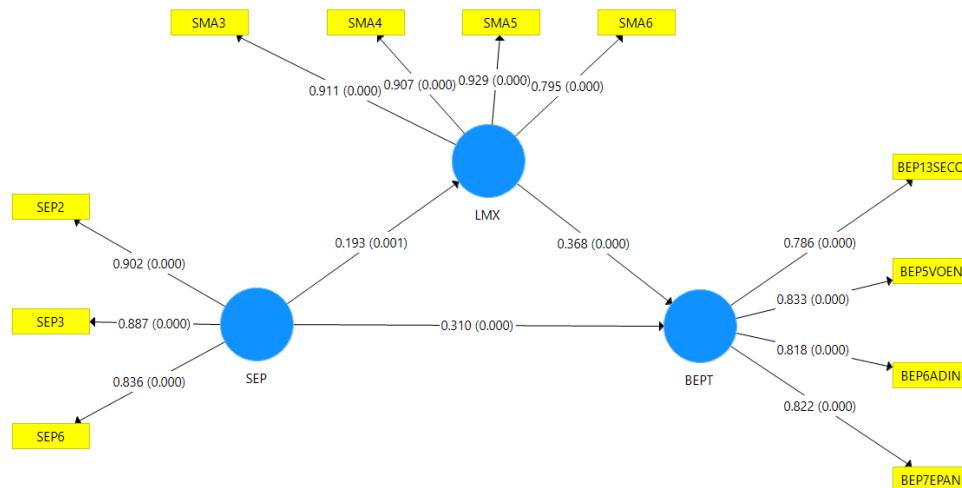 SMA3
SMA4
SMA5
SMA6
0.911 (0.000)
0.907 (0.000)
0.929 (0.000)
0.795 (0.000)
LMX
BEP13SECO
SEP2
0.902 (0.000)
0.193 (0.001)
0.368 (0.000)
0.786 (0.000)
BEP5VOEN
0.833 (0.000)
SEP3
0.887 (0.000)
0.310 (0.000)
0.818 (0.000)
SEP
BEPT
BEP6ADIN
0.836 (0.000)
0.822 (0.000)
SEP6
BEP7EPAN